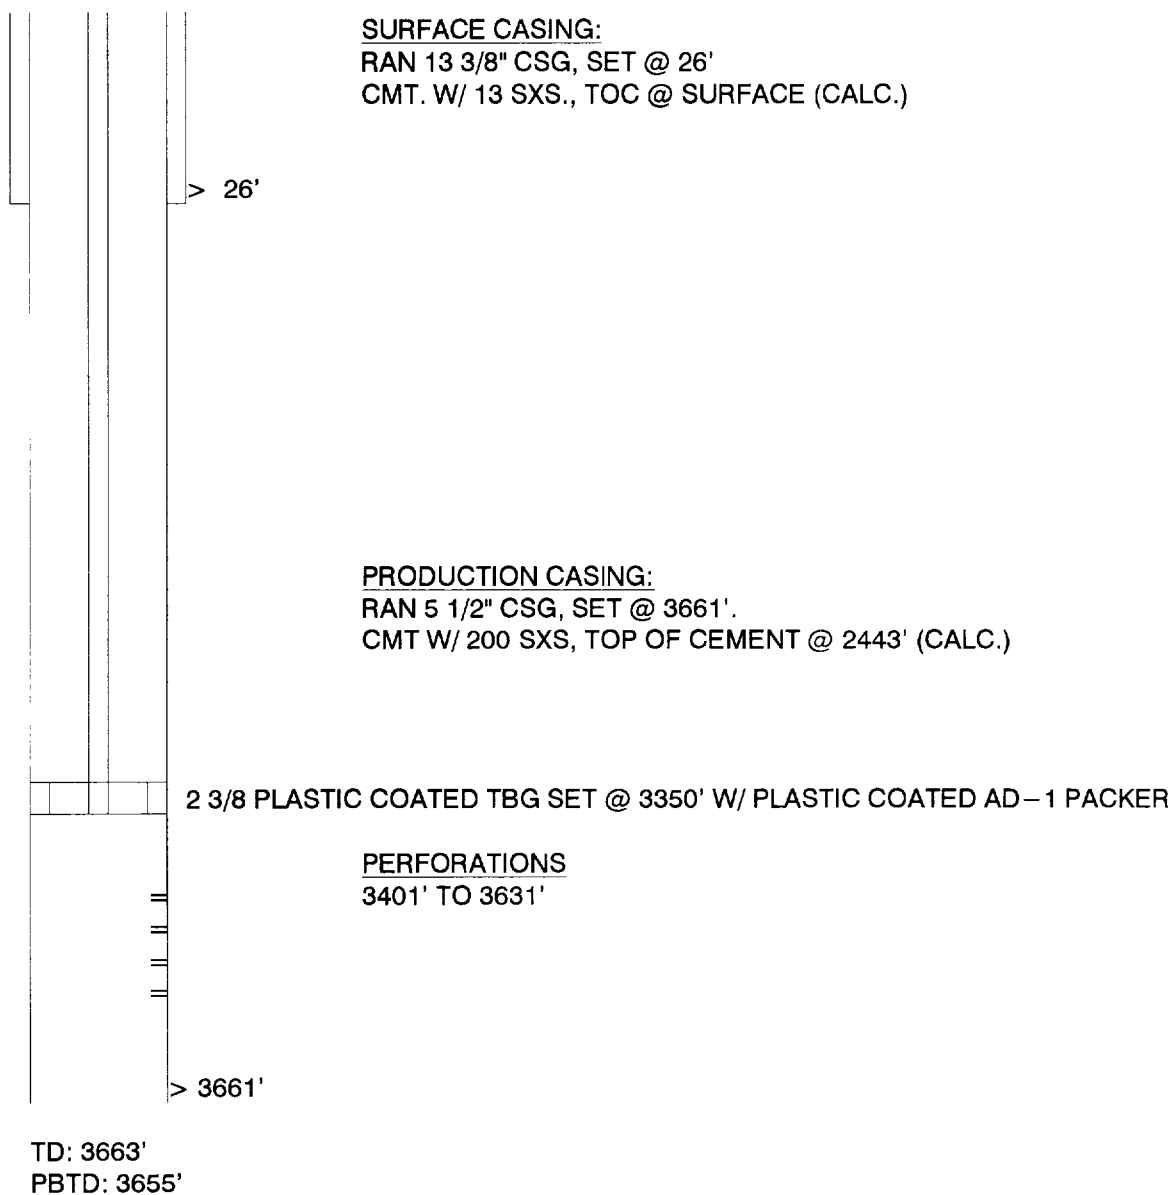 SURFACE CASING:
RAN 13 3/8" CSG, SET @ 26'
CMT. W/ 13 SXS., TOC @ SURFACE (CALC.)
> 26'
PRODUCTION CASING:
RAN 5 1/2" CSG, SET @ 3661'.
CMT W/ 200 SXS, TOP OF CEMENT @ 2443' (CALC.)
2 3/8 PLASTIC COATED TBG SET @ 3350' W/ PLASTIC COATED AD-1 PACKER
PERFORATIONS
3401' TO 3631'
> 3661'
TD: 3663'
PBTD: 3655'